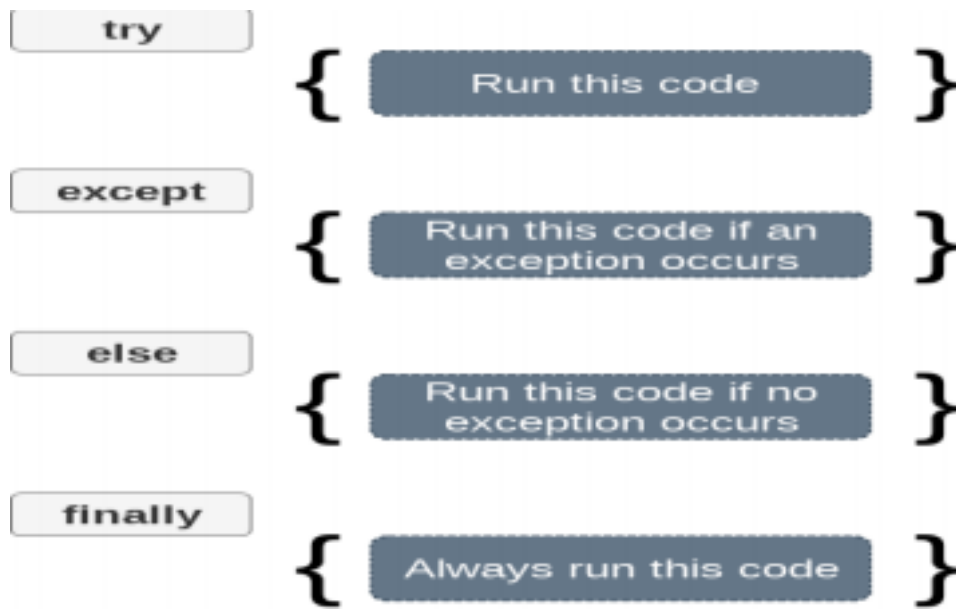 try
{ Run this code }
except
{ Run this code if an
exception occurs }
else
{ Run this code if no
exception occurs }
finally
{ Always run this code }